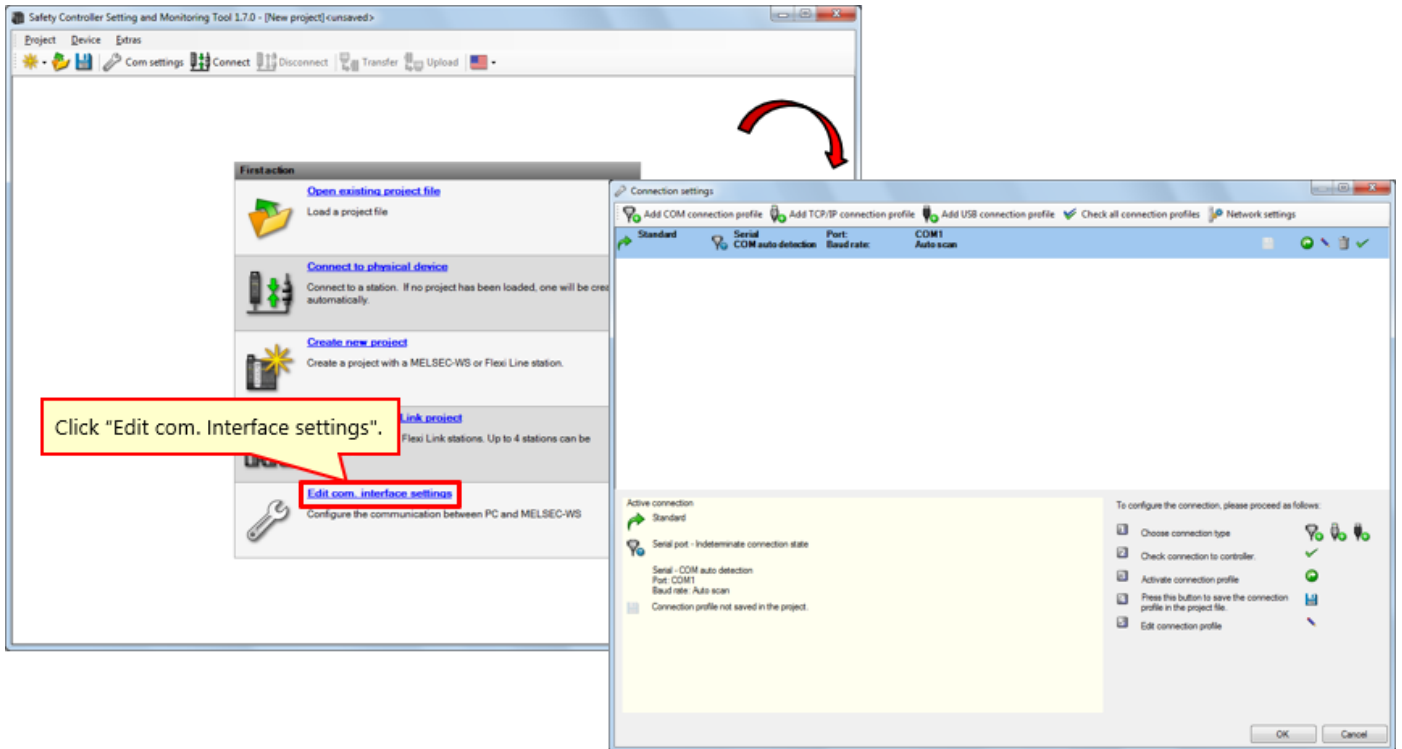 Safety Controller Setting and Monitoring Tool 1.7.0 - [New project] <unsaved>
Project Device Extras
Com settings Connect Disconnect Transfer Upload
First action
Open existing project file
Load a project file
Connect to physical device
Connect to a station. If no project has been loaded, one will be crea
automatically.
Create new project
Create a project with a MELSEC-WS or Flexi Line station.
Link project
Flexi Link stations. Up to 4 stations can be
Click "Edit com. Interface settings".
Edit com. interface settings
Configure the communication between PC and MELSEC-WS
Connection settings
Add COM connection profile Add TCP/IP connection profile Add USB connection profile Check all connection profiles Network settings
Standard Serial Port: COM1
COM auto detection Baud rate: Auto scan
Active connection
Standard
Serial port - Indeterminate connection state
Serial - COM auto detection
Port: COM1
Baud rate: Auto scan
Connection profile not saved in the project.
To configure the connection, please proceed as follows:
Choose connection type
Check connection to controller.
Activate connection profile
Press this button to save the connection
profile in the project file.
Edit connection profile
OK Cancel